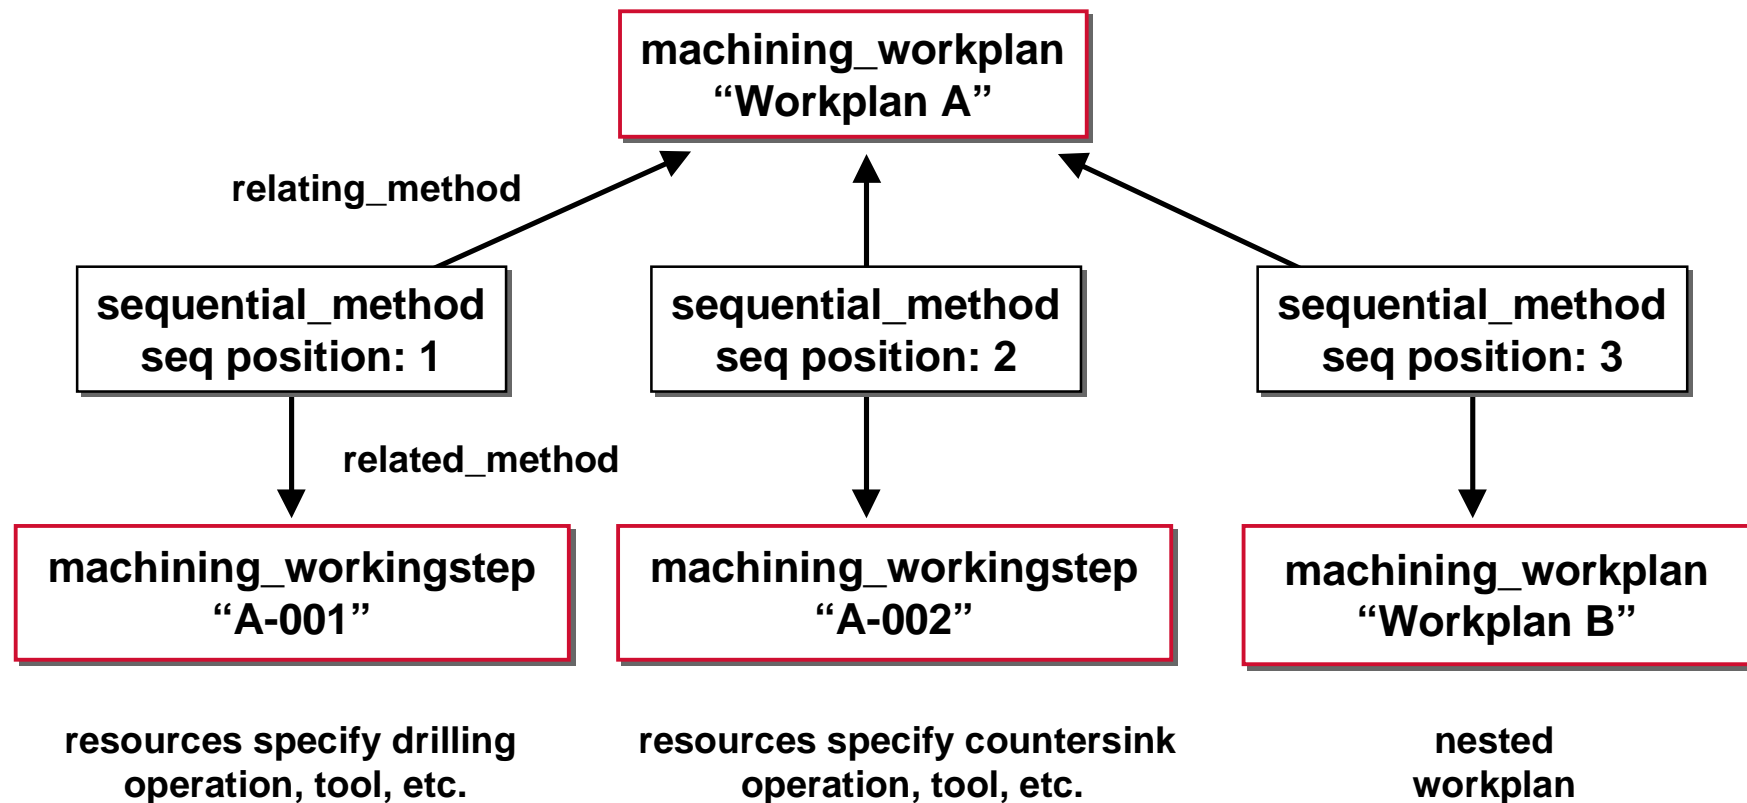 machining_workplan
“Workplan A”
relating_method
sequential_method
seq position: 1
sequential_method
seq position: 2
sequential_method
seq position: 3
related_method
machining_workingstep
“A-001”
machining_workingstep
“A-002”
machining_workplan
“Workplan B”
resources specify drilling
operation, tool, etc.
resources specify countersink
operation, tool, etc.
nested
workplan